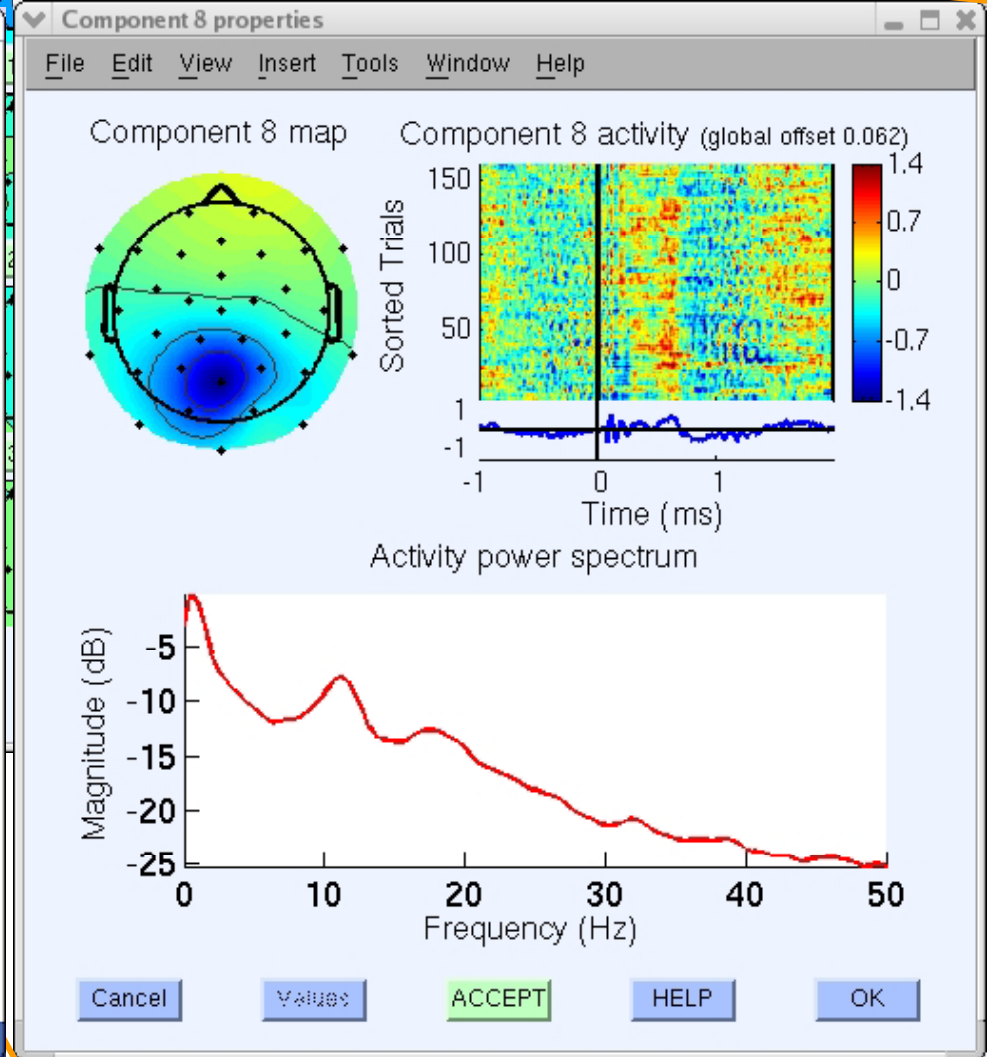 Component 8 properties
File Edit View Insert Tools Window Help
Component 8 map
Component 8 activity (global offset 0.062)
Sorted Trials
150
100
50
1
-1
-1 0 1
Time (ms)
1.4
0.7
0
-0.7
-1.4
Activity power spectrum
Magnitude (dB)
-5
-10
-15
-20
-25
0 10 20 30 40 50
Frequency (Hz)
Cancel Values ACCEPT HELP OK